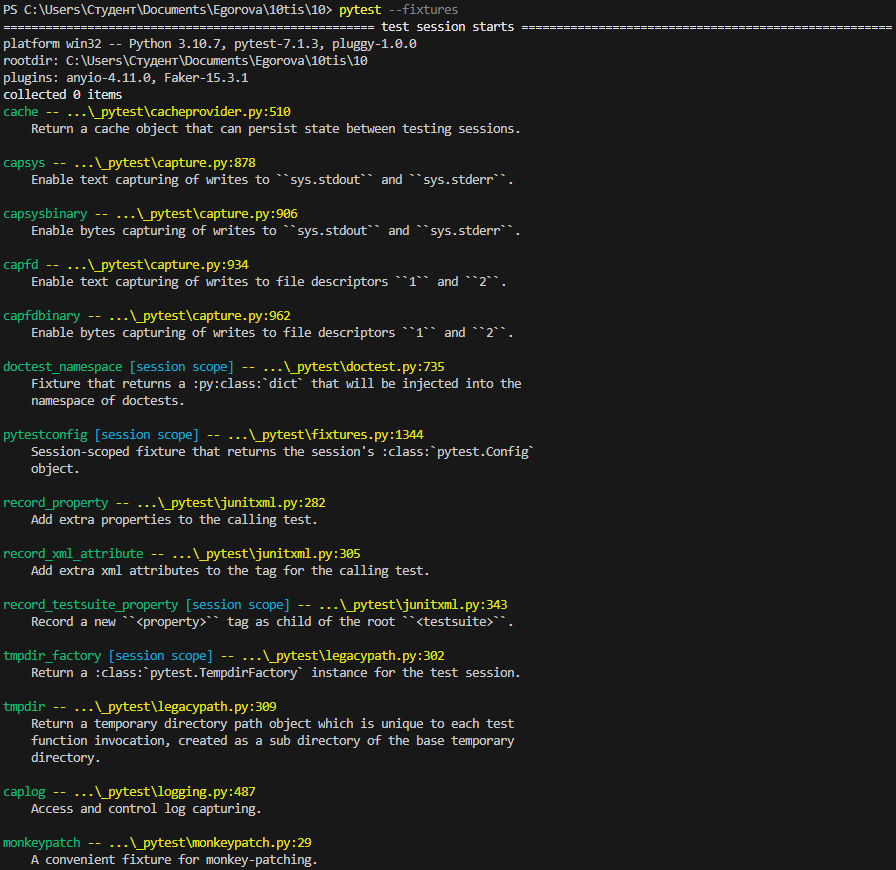 PS C:\Users\Студент\Documents\Egorova\10tis\10> pytest --fixtures
===================================================== test session starts =====================================================
platform win32 -- Python 3.10.7, pytest-7.1.3, pluggy-1.0.0
rootdir: C:\Users\Студент\Documents\Egorova\10tis\10
plugins: anyio-4.11.0, Faker-15.3.1
collected 0 items
cache -- ...\_pytest\cacheprovider.py:510
    Return a cache object that can persist state between testing sessions.
capsys -- ...\_pytest\capture.py:878
    Enable text capturing of writes to ``sys.stdout`` and ``sys.stderr``.
capsysbinary -- ...\_pytest\capture.py:906
    Enable bytes capturing of writes to ``sys.stdout`` and ``sys.stderr``.
capfd -- ...\_pytest\capture.py:934
    Enable text capturing of writes to file descriptors ``1`` and ``2``.
capfdbinary -- ...\_pytest\capture.py:962
    Enable bytes capturing of writes to file descriptors ``1`` and ``2``.
doctest_namespace [session scope] -- ...\_pytest\doctest.py:735
    Fixture that returns a :py:class:`dict` that will be injected into the
    namespace of doctests.
pytestconfig [session scope] -- ...\_pytest\fixtures.py:1344
    Session-scoped fixture that returns the session's :class:`pytest.Config`
    object.
record_property -- ...\_pytest\junitxml.py:282
    Add extra properties to the calling test.
record_xml_attribute -- ...\_pytest\junitxml.py:305
    Add extra xml attributes to the tag for the calling test.
record_testsuite_property [session scope] -- ...\_pytest\junitxml.py:343
    Record a new ``<property>`` tag as child of the root ``<testsuite>``.
tmpdir_factory [session scope] -- ...\_pytest\legacypath.py:302
    Return a :class:`pytest.TempdirFactory` instance for the test session.
tmpdir -- ...\_pytest\legacypath.py:309
    Return a temporary directory path object which is unique to each test
    function invocation, created as a sub directory of the base temporary
    directory.
caplog -- ...\_pytest\logging.py:487
    Access and control log capturing.
monkeypatch -- ...\_pytest\monkeypatch.py:29
    A convenient fixture for monkey-patching.